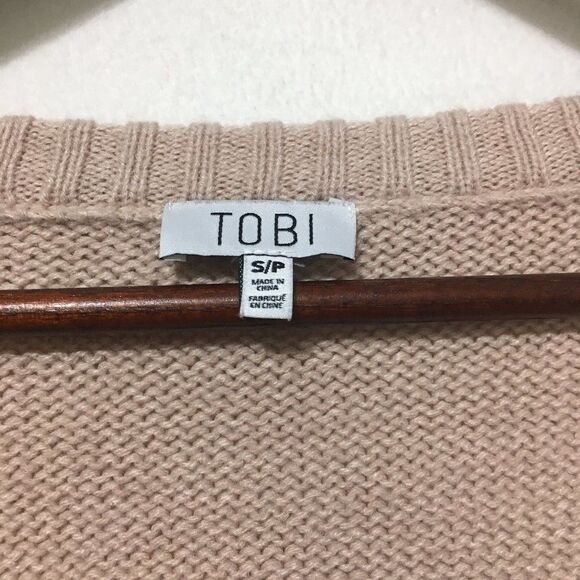 TOBI
S/P
MADE IN
CHINA
FABRIQUÉ
EN CHINE